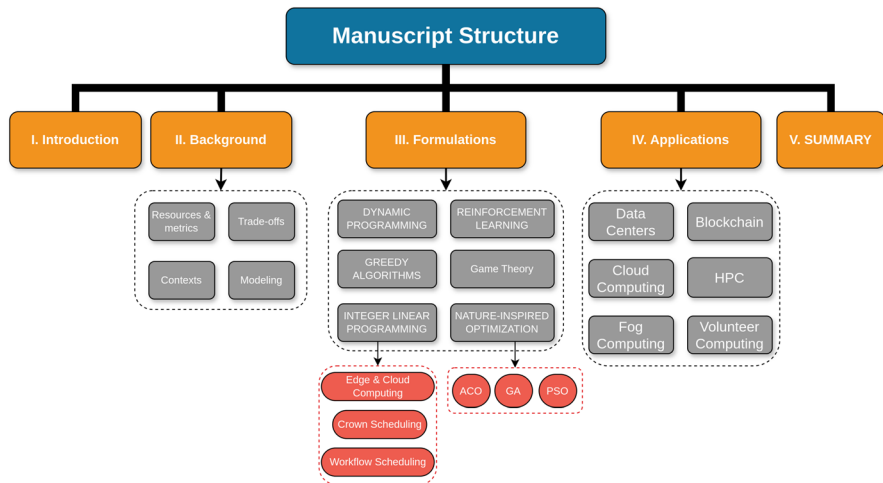 Manuscript Structure
I. Introduction
II. Background
III. Formulations
IV. Applications
V. SUMMARY
Resources &
metrics
Trade-offs
Contexts
Modeling
DYNAMIC
PROGRAMMING
REINFORCEMENT
LEARNING
GREEDY
ALGORITHMS
Game Theory
INTEGER LINEAR
PROGRAMMING
NATURE-INSPIRED
OPTIMIZATION
Edge & Cloud
Computing
Crown Scheduling
Workflow Scheduling
ACO
GA
PSO
Data
Centers
Blockchain
Cloud
Computing
HPC
Fog
Computing
Volunteer
Computing